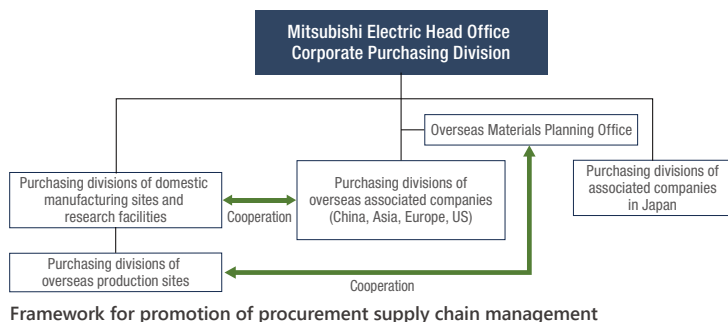 Mitsubishi Electric Head Office
Corporate Purchasing Division
Overseas Materials Planning Office
Purchasing divisions of domestic
manufacturing sites and
research facilities
Cooperation
Purchasing divisions of
overseas associated companies
(China, Asia, Europe, US)
Purchasing divisions of
associated companies
in Japan
Purchasing divisions of
overseas production sites
Cooperation
Framework for promotion of procurement supply chain management